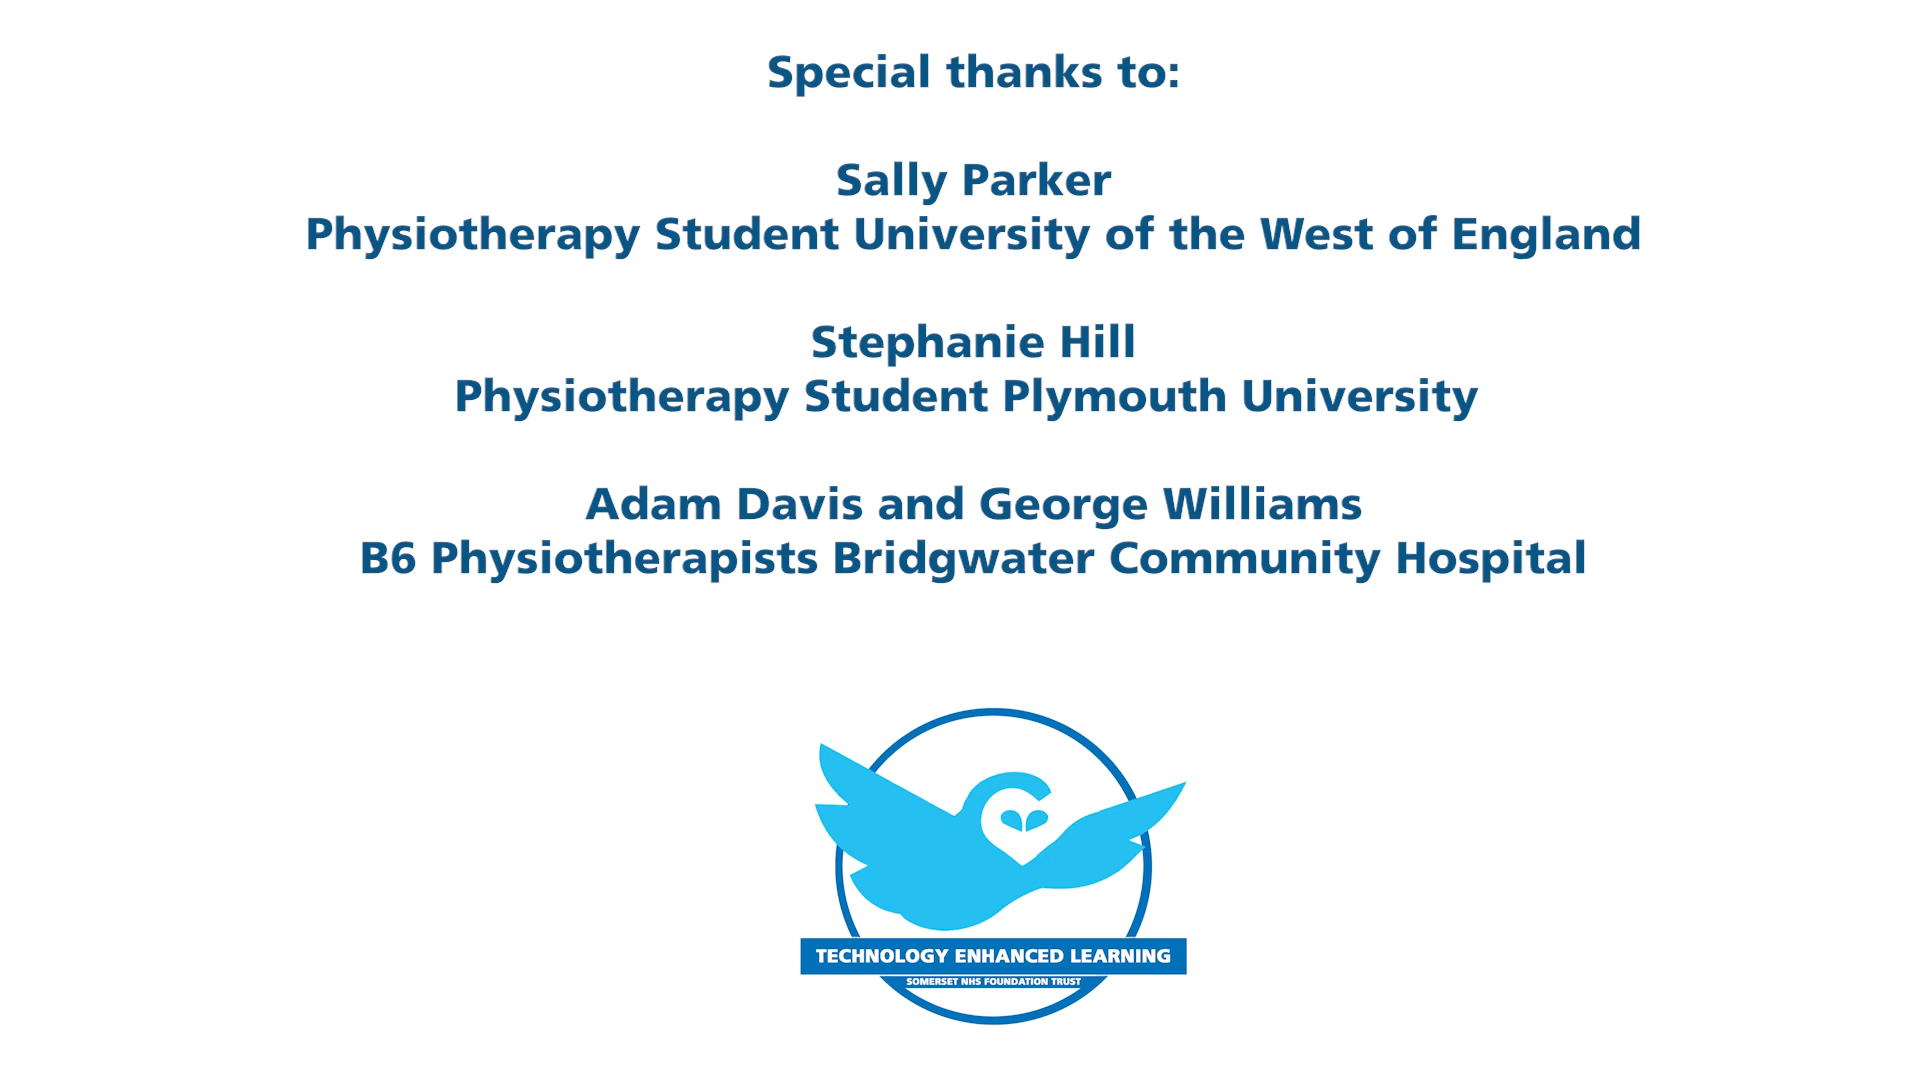 Special thanks to:
Sally Parker
Physiotherapy Student University of the West of England
Stephanie Hill
Physiotherapy Student Plymouth University
Adam Davis and George Williams
B6 Physiotherapists Bridgwater Community Hospital
TECHNOLOGY ENHANCED LEARNING
SOMERSET NHS FOUNDATION TRUST